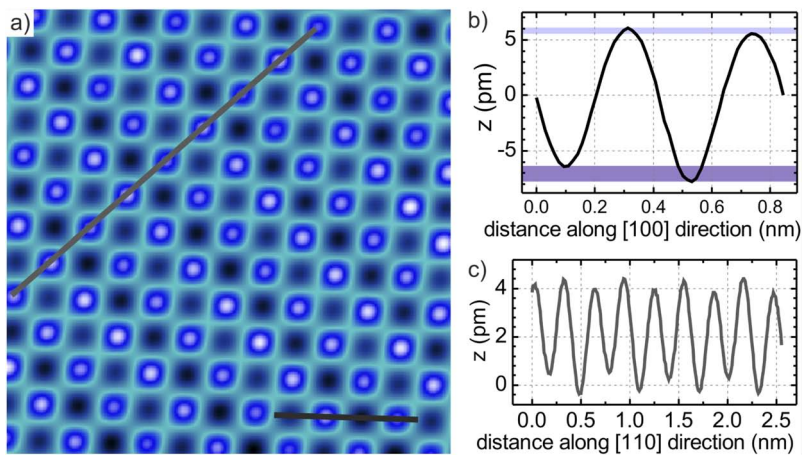 a)
b)
5
0
-5
z (pm)
0.0 0.2 0.4 0.6 0.8
distance along [100] direction (nm)
c)
4
2
0
z (pm)
0.0 0.5 1.0 1.5 2.0 2.5
distance along [110] direction (nm)